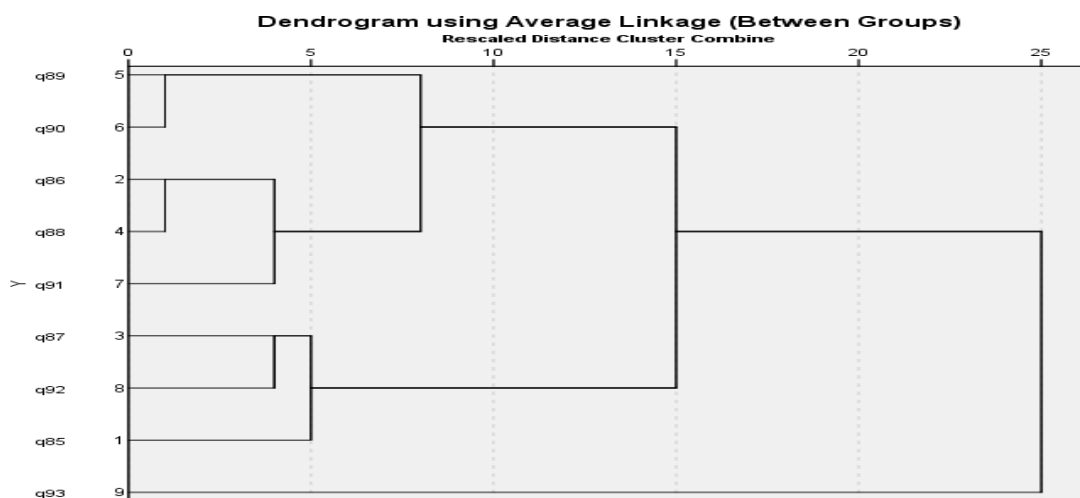 Dendrogram using Average Linkage (Between Groups)
Rescaled Distance Cluster Combine
0 5 10 15 20 25
q89 5
q90 6
q86 2
q88 4
Y q91 7
q87 3
q92 8
q85 1
q93 9